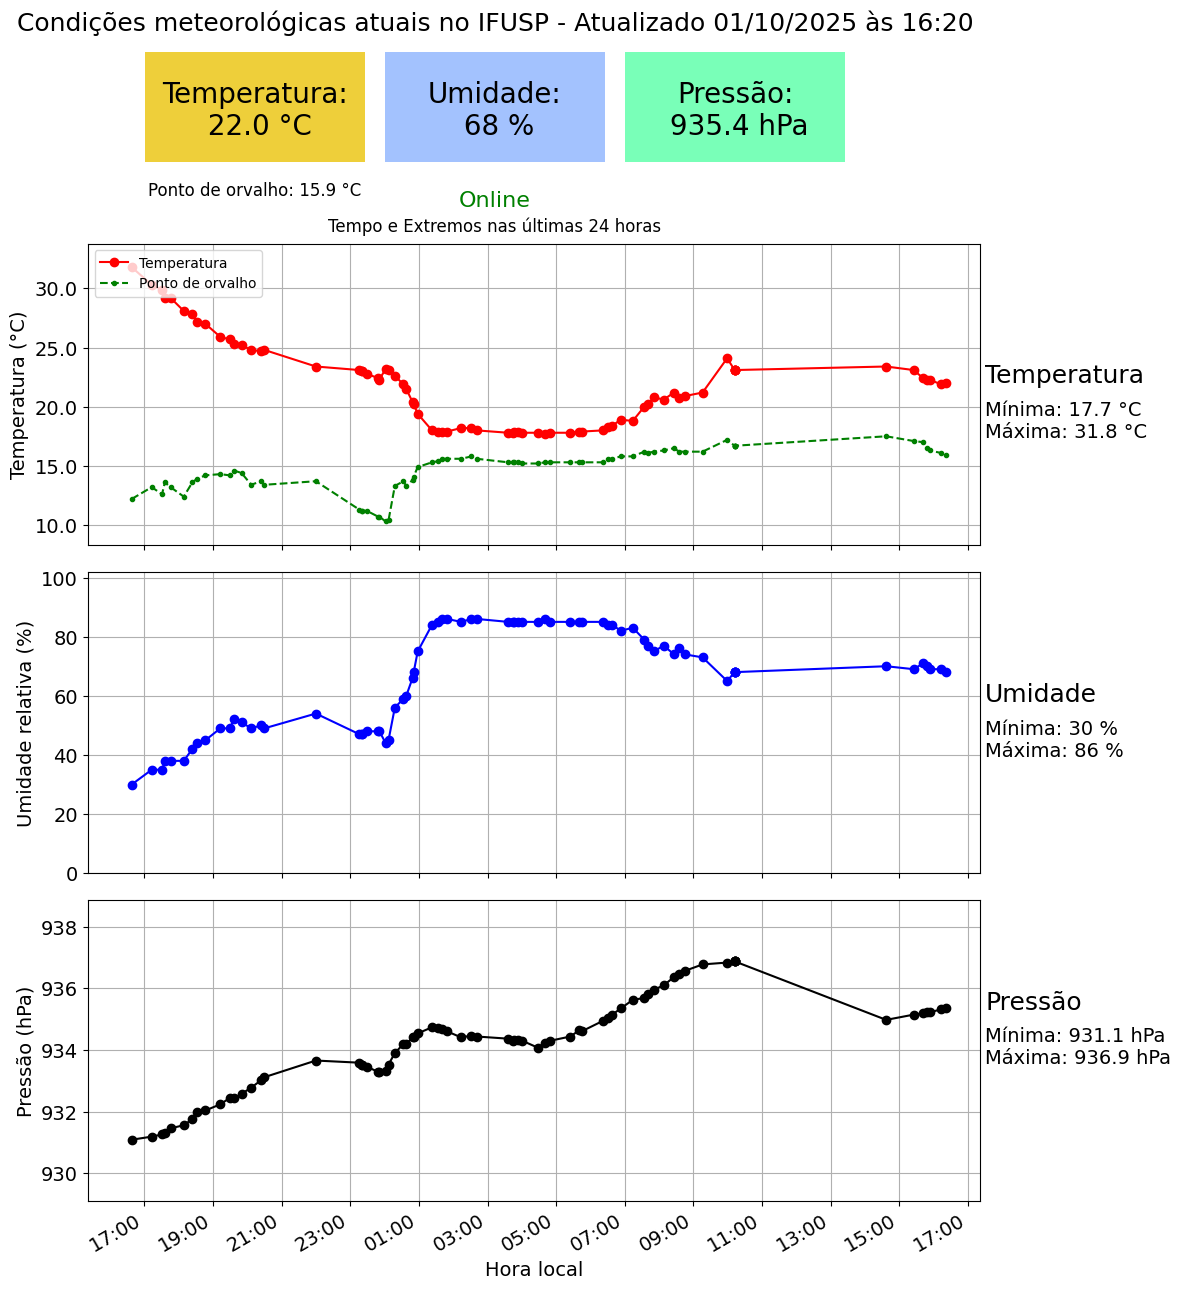 Condições meteorológicas atuais no IFUSP - Atualizado 01/10/2025 às 16:20
Temperatura:
22.0 °C
Umidade:
68 %
Pressão:
935.4 hPa
Ponto de orvalho: 15.9 °C
Online
Tempo e Extremos nas últimas 24 horas
Temperatura
Ponto de orvalho
Temperatura (°C)
30.0
25.0
20.0
15.0
10.0
Temperatura
Mínima: 17.7 °C
Máxima: 31.8 °C
Umidade relativa (%)
100
80
60
40
20
0
Umidade
Mínima: 30 %
Máxima: 86 %
Pressão (hPa)
938
936
934
932
930
Pressão
Mínima: 931.1 hPa
Máxima: 936.9 hPa
17:00 19:00 21:00 23:00 01:00 03:00 05:00 07:00 09:00 11:00 13:00 15:00 17:00
Hora local